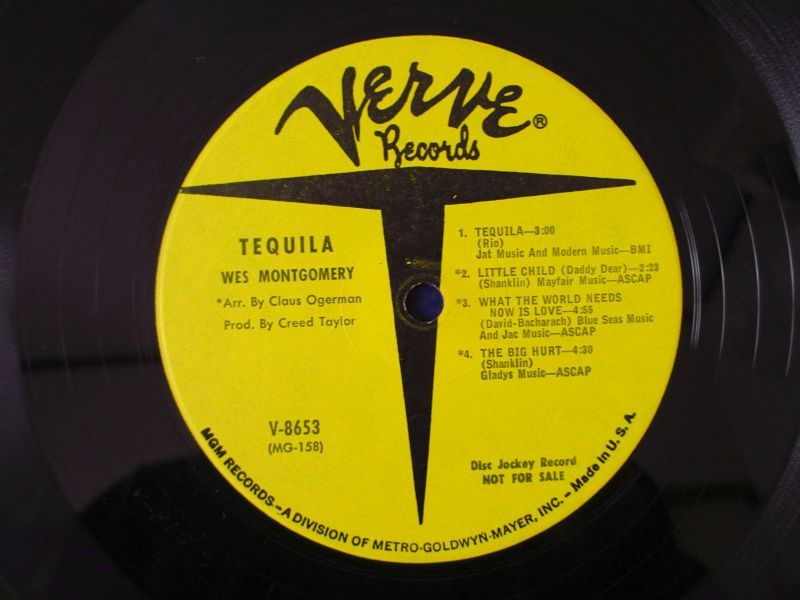 VERVE®
Records
TEQUILA
WES MONTGOMERY
*Arr. By Claus Ogerman
Prod. By Creed Taylor
V-8653
(MG-158)
1. TEQUILA—3:00
(Rio)
Jat Music And Modern Music—BMI
*2. LITTLE CHILD (Daddy Dear)—2:23
(Shanklin) Mayfair Music—ASCAP
*3. WHAT THE WORLD NEEDS
NOW IS LOVE—4:55
(David-Bacharach) Blue Seas Music
And Jac Music—ASCAP
*4. THE BIG HURT—4:30
(Shanklin)
Gladys Music—ASCAP
Disc Jockey Record
NOT FOR SALE
MGM RECORDS—A DIVISION OF METRO-GOLDWYN-MAYER, INC.—Made in U. S. A.